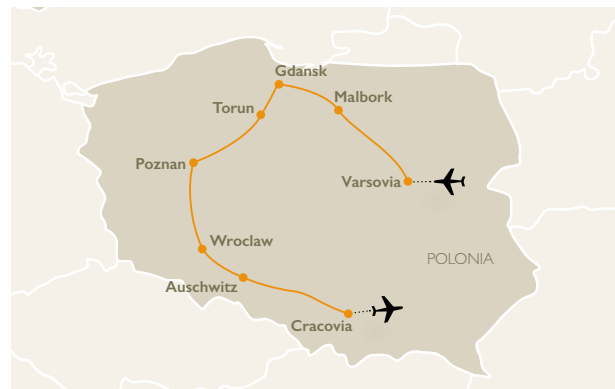 Gdansk
Malbork
Torun
Poznan
Varsovia
Wroclaw
POLONIA
Auschwitz
Cracovia